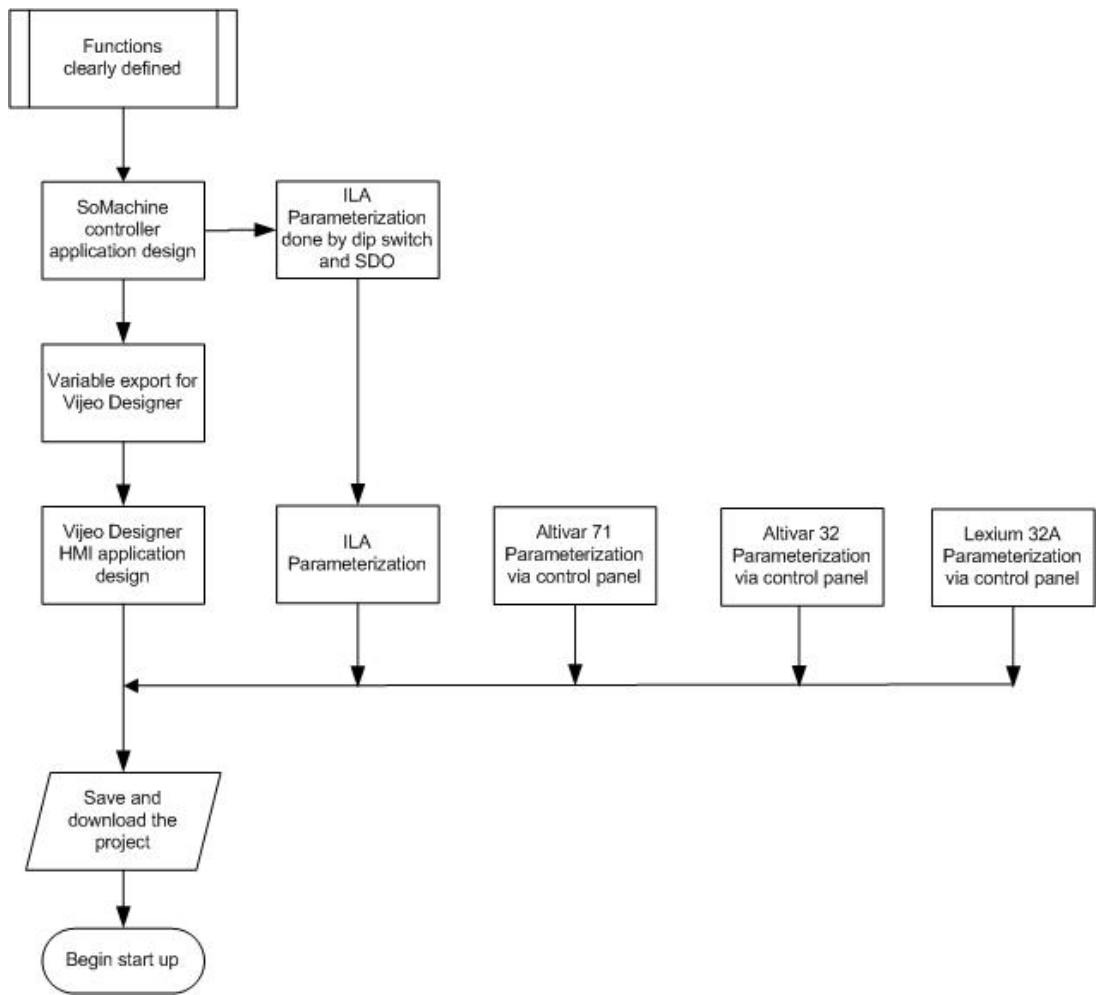 Functions
clearly defined
SoMachine
controller
application design
ILA
Parameterization
done by dip switch
and SDO
Variable export for
Vijeo Designer
Vijeo Designer
HMI application
design
ILA
Parameterization
Altivar 71
Parameterization
via control panel
Altivar 32
Parameterization
via control panel
Lexium 32A
Parameterization
via control panel
Save and
download the
project
Begin start up